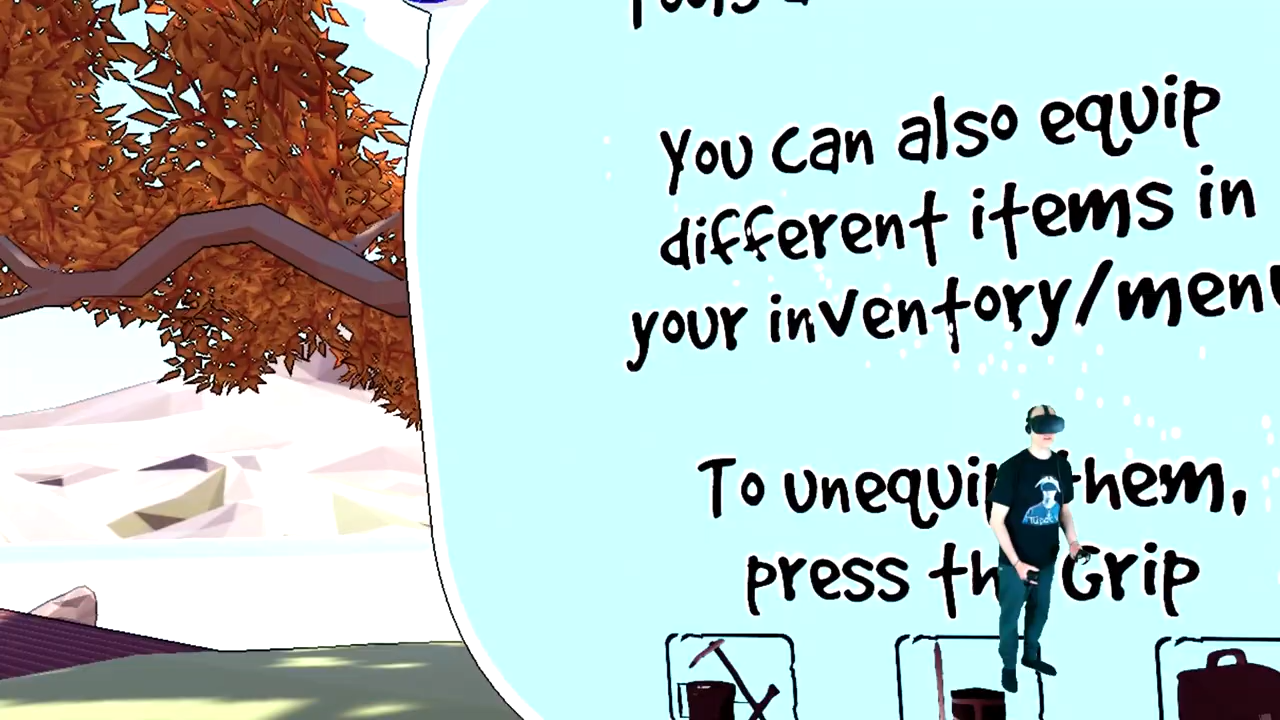 You can also equip
different items in
your inventory/menu
To unequip them,
press the Grip